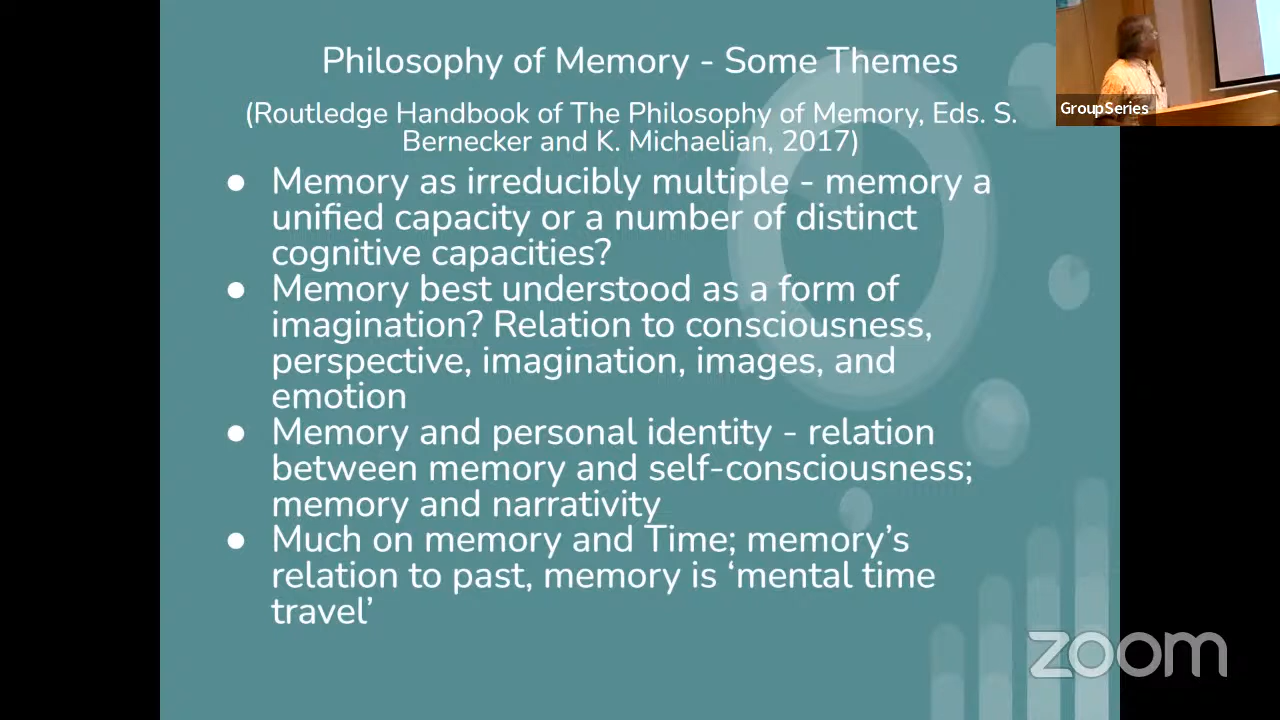 Philosophy of Memory - Some Themes
(Routledge Handbook of The Philosophy of Memory, Eds. S.
Bernecker and K. Michaelian, 2017)
● Memory as irreducibly multiple - memory a
unified capacity or a number of distinct
cognitive capacities?
● Memory best understood as a form of
imagination? Relation to consciousness,
perspective, imagination, images, and
emotion
● Memory and personal identity - relation
between memory and self-consciousness;
memory and narrativity
● Much on memory and Time; memory's
relation to past, memory is ‘mental time
travel’
GroupSeries
zoom